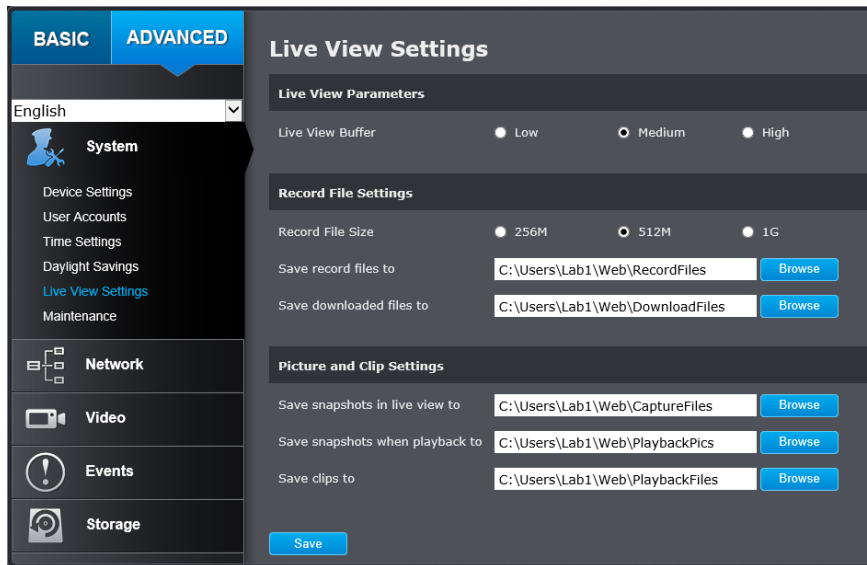 BASIC ADVANCED
English
System
Device Settings
User Accounts
Time Settings
Daylight Savings
Live View Settings
Maintenance
Network
Video
Events
Storage
Live View Settings
Live View Parameters
Live View Buffer Low Medium High
Record File Settings
Record File Size 256M 512M 1G
Save record files to C:\Users\Lab1\Web\RecordFiles Browse
Save downloaded files to C:\Users\Lab1\Web\DownloadFiles Browse
Picture and Clip Settings
Save snapshots in live view to C:\Users\Lab1\Web\CaptureFiles Browse
Save snapshots when playback to C:\Users\Lab1\Web\PlaybackPics Browse
Save clips to C:\Users\Lab1\Web\PlaybackFiles Browse
Save